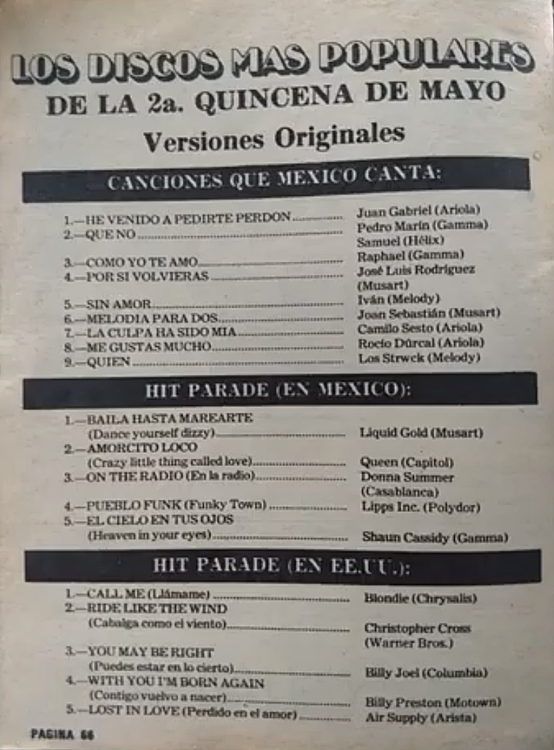 LOS DISCOS MAS POPULARES
DE LA 2a. QUINCENA DE MAYO
Versiones Originales
CANCIONES QUE MEXICO CANTA:
1.—HE VENIDO A PEDIRTE PERDON.............. Juan Gabriel (Ariola)
2.—QUE NO.............. Pedro Marín (Gamma)
Samuel (Hélix)
3.—COMO YO TE AMO.............. Raphael (Gamma)
4.—POR SI VOLVIERAS.............. José Luis Rodríguez
(Musart)
5.—SIN AMOR.............. Iván (Melody)
6.—MELODIA PARA DOS.............. Joan Sebastián (Musart)
7.—LA CULPA HA SIDO MIA.............. Camilo Sesto (Ariola)
8.—ME GUSTAS MUCHO.............. Rocío Dúrcal (Ariola)
9.—QUIEN.............. Los Strwck (Melody)
HIT PARADE (EN MEXICO):
1.—BAILA HASTA MAREARTE
(Dance yourself dizzy).............. Liquid Gold (Musart)
2.—AMORCITO LOCO
(Crazy little thing called love).............. Queen (Capitol)
3.—ON THE RADIO (En la radio).............. Donna Summer
(Casablanca)
4.—PUEBLO FUNK (Funky Town).............. Lipps Inc. (Polydor)
5.—EL CIELO EN TUS OJOS
(Heaven in your eyes).............. Shaun Cassidy (Gamma)
HIT PARADE (EN EE.UU.):
1.—CALL ME (Llámame).............. Blondie (Chrysalis)
2.—RIDE LIKE THE WIND
(Cabalga como el viento).............. Christopher Cross
(Warner Bros.)
3.—YOU MAY BE RIGHT
(Puedes estar en lo cierto).............. Billy Joel (Columbia)
4.—WITH YOU I'M BORN AGAIN
(Contigo vuelvo a nacer).............. Billy Preston (Motown)
5.—LOST IN LOVE (Perdido en el amor).............. Air Supply (Arista)
PAGINA 66